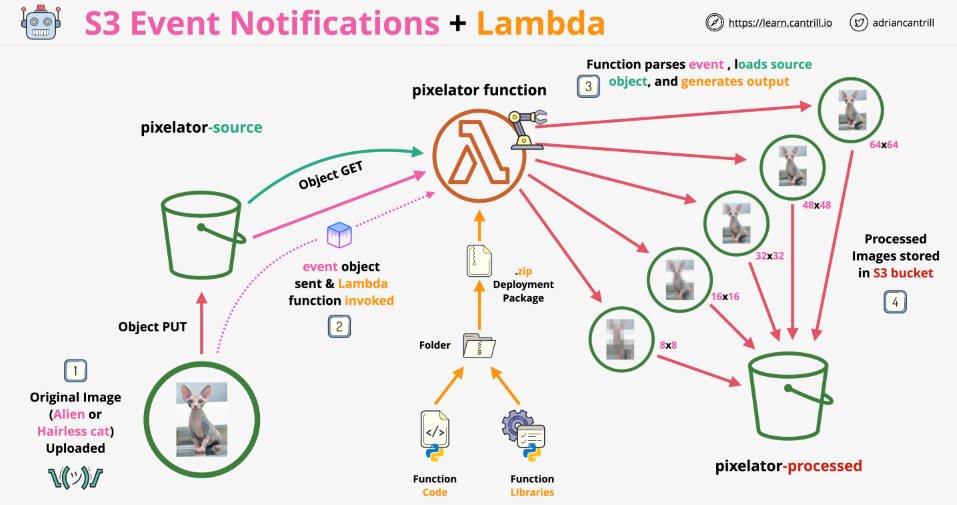 S3 Event Notifications + Lambda
https://learn.cantrill.io
adriancantrill
pixelator-source
Object GET
Object PUT
1
Original Image
(Alien or
Hairless cat)
Uploaded
\(ツ)/
event object
sent & Lambda
function invoked
2
pixelator function
.zip
Deployment
Package
Folder
</>
Function
Code
Function
Libraries
Function parses event , loads source
object, and generates output
3
64x64
48x48
32x32
16x16
8x8
Processed
Images stored
in S3 bucket
4
pixelator-processed